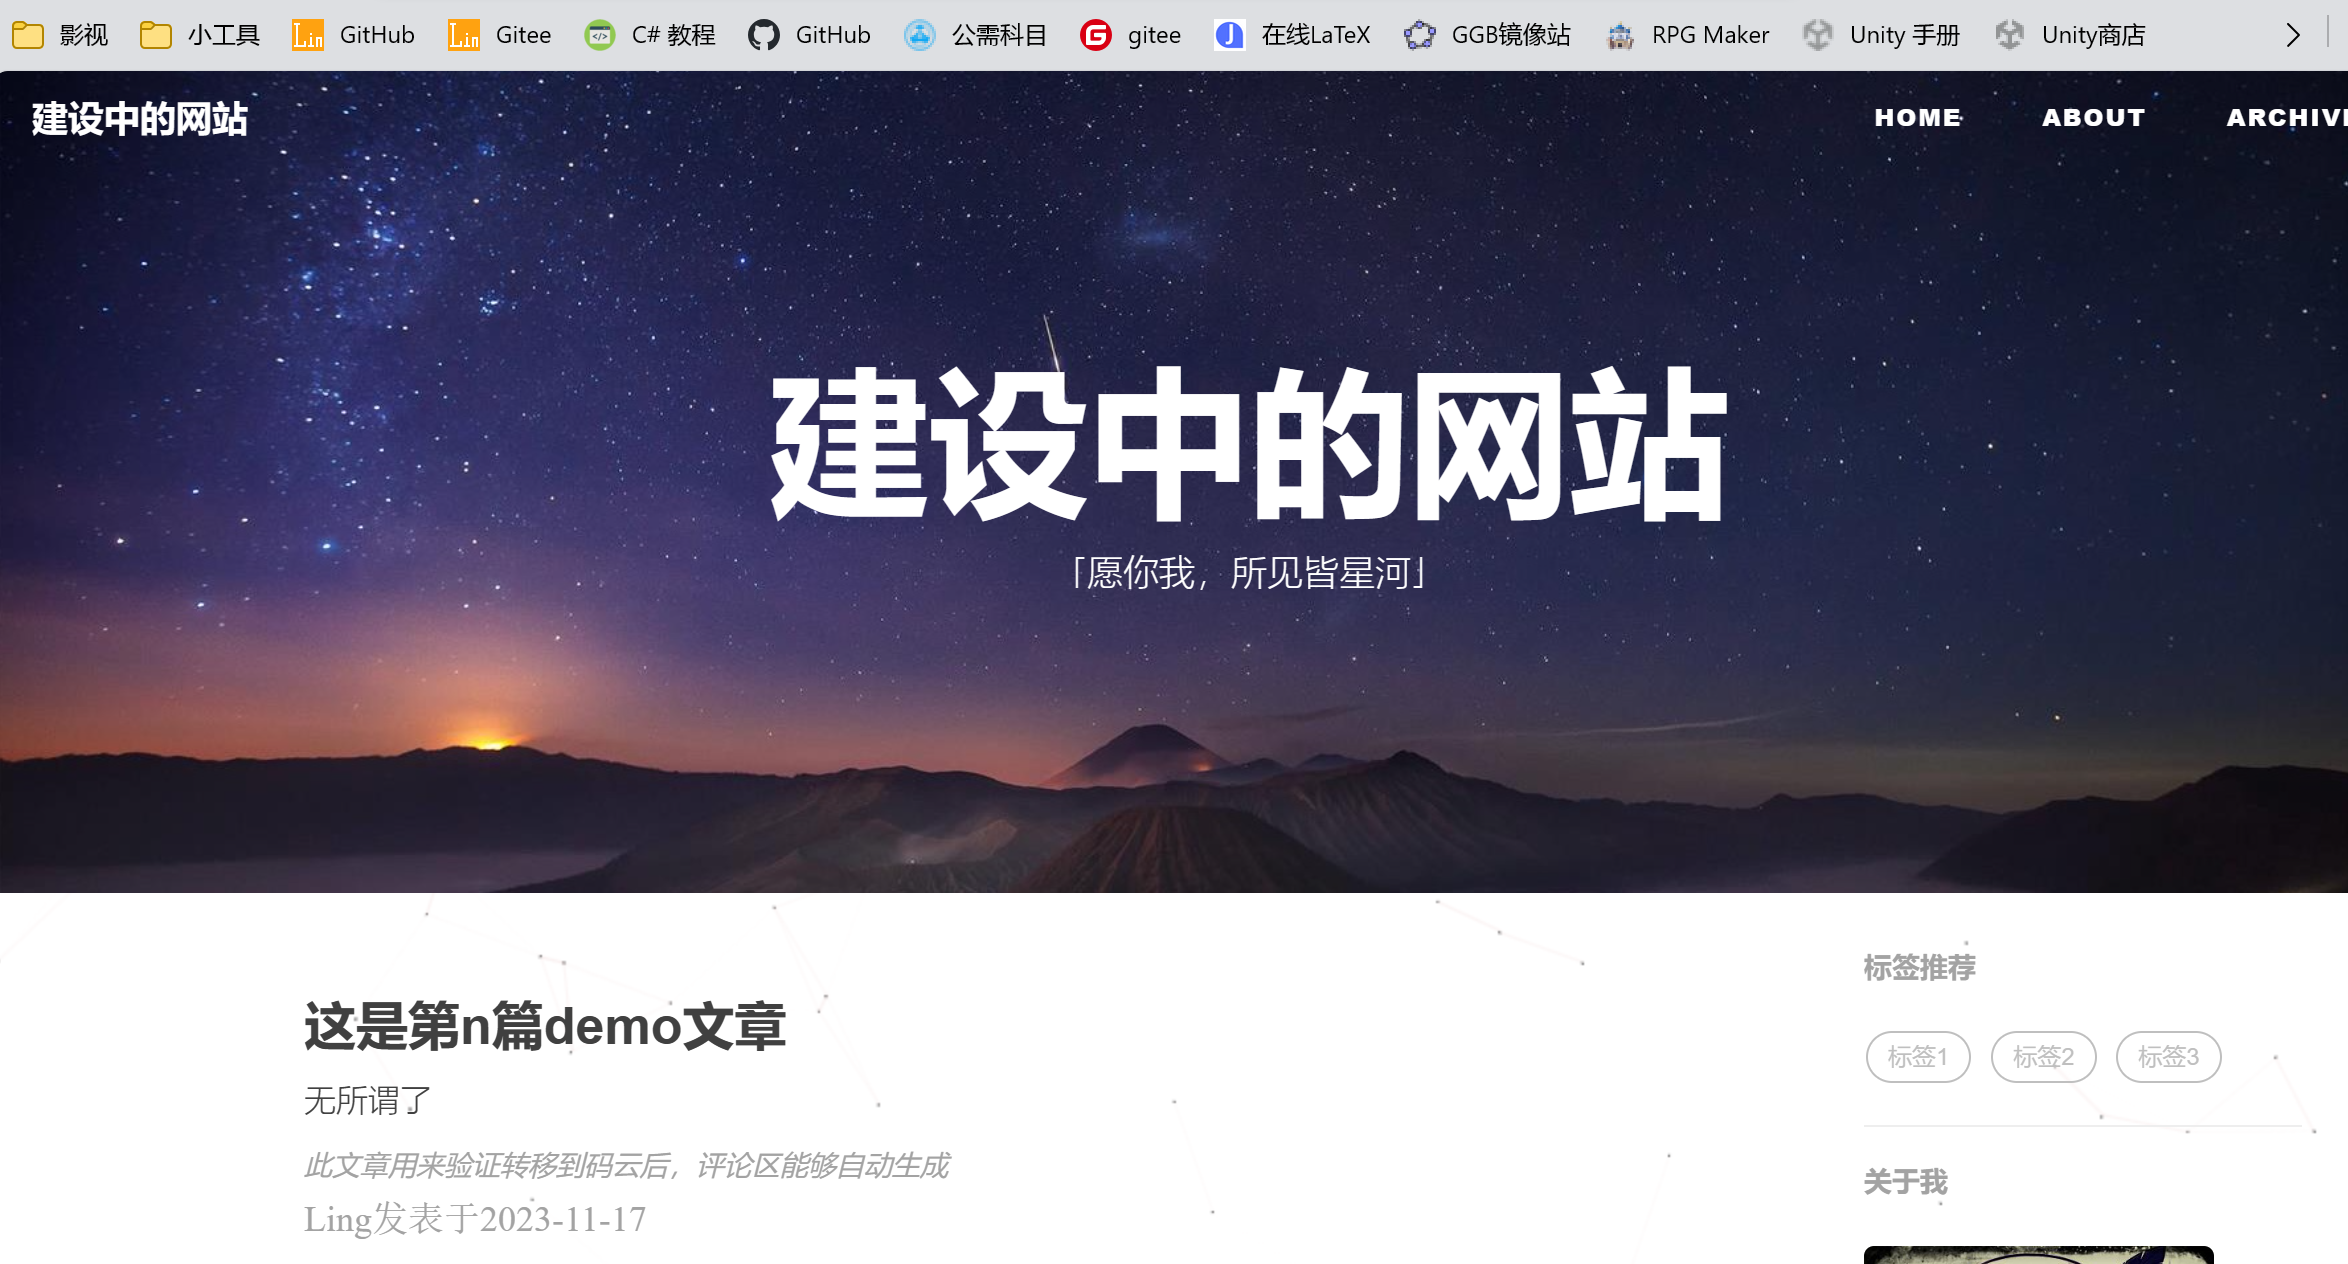 影视 小工具 Lin GitHub Lin Gitee C# 教程 GitHub 公需科目 gitee 在线LaTeX GGB镜像站 RPG Maker Unity 手册 Unity商店
建设中的网站 HOME ABOUT ARCHIV
建设中的网站
「愿你我，所见皆星河」
这是第n篇demo文章
无所谓了
此文章用来验证转移到码云后，评论区能够自动生成
Ling发表于2023-11-17
标签推荐
标签1 标签2 标签3
关于我